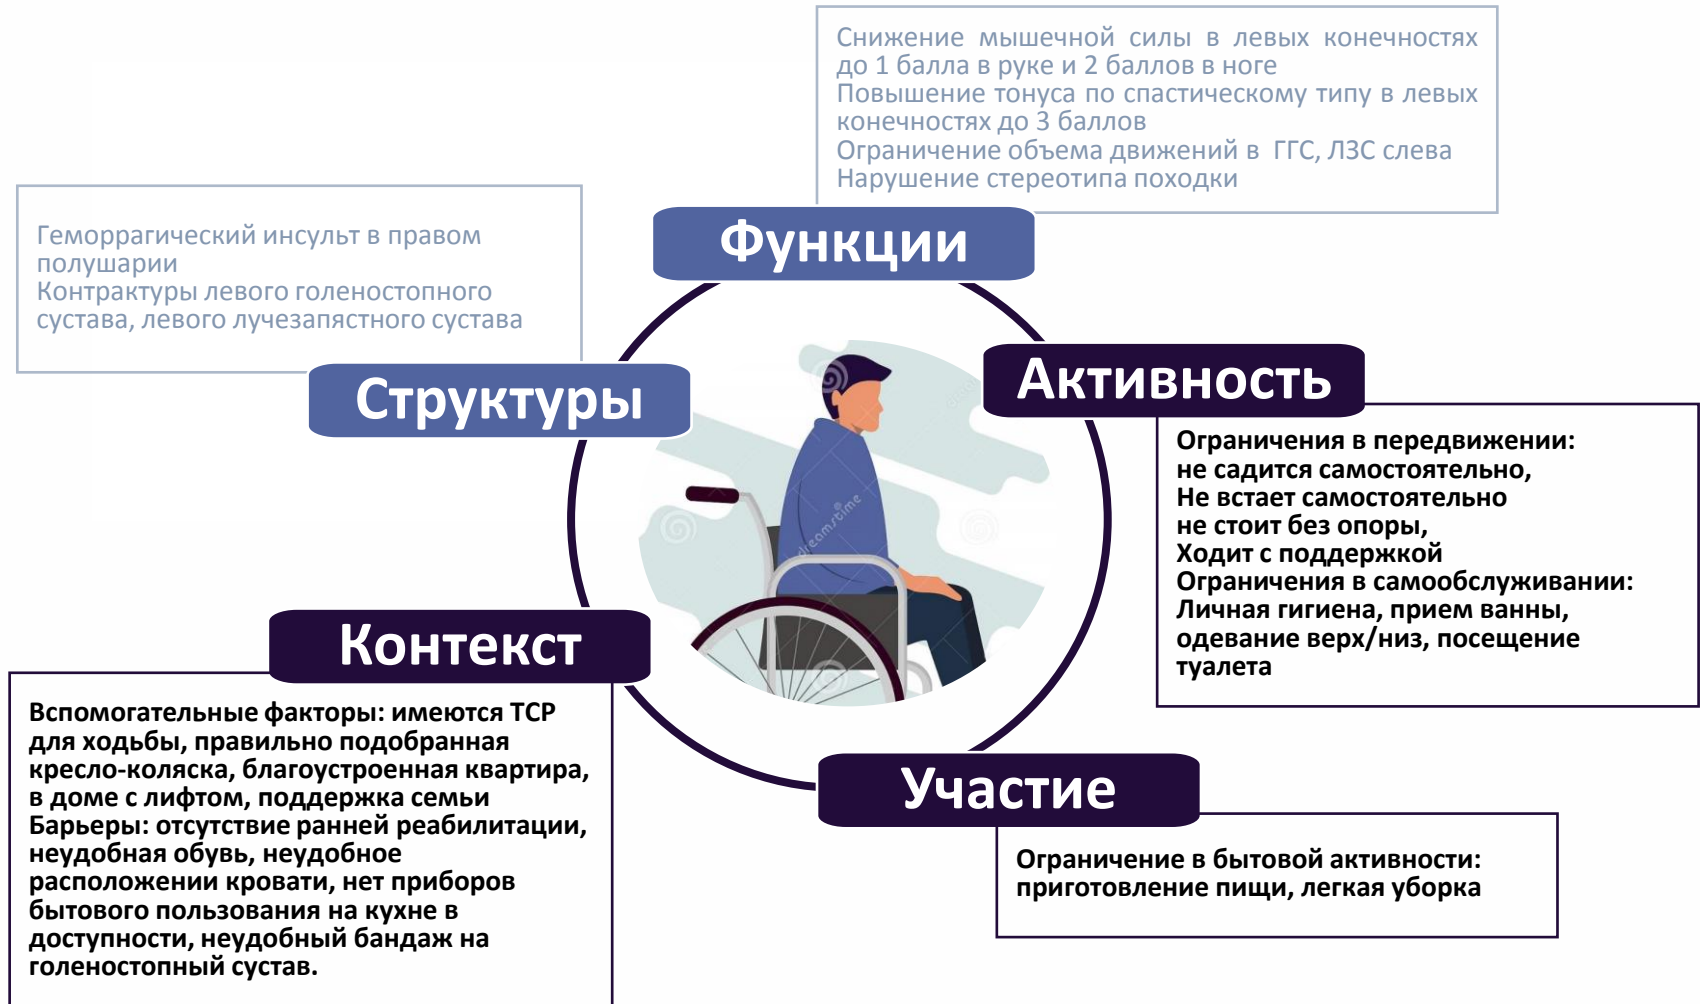 Снижение мышечной силы в левых конечностях
до 1 балла в руке и 2 баллов в ноге
Повышение тонуса по спастическому типу в левых
конечностях до 3 баллов
Ограничение объема движений в ГГС, ЛЗС слева
Нарушение стереотипа походки
Функции
Геморрагический инсульт в правом
полушарии
Контрактуры левого голеностопного
сустава, левого лучезапястного сустава
Структуры
Активность
Ограничения в передвижении:
не садится самостоятельно,
Не встает самостоятельно
не стоит без опоры,
Ходит с поддержкой
Ограничения в самообслуживании:
Личная гигиена, прием ванны,
одевание верх/низ, посещение
туалета
dreamstime
Контекст
Вспомогательные факторы: имеются ТСР
для ходьбы, правильно подобранная
кресло-коляска, благоустроенная квартира,
в доме с лифтом, поддержка семьи
Барьеры: отсутствие ранней реабилитации,
неудобная обувь, неудобное
расположении кровати, нет приборов
бытового пользования на кухне в
доступности, неудобный бандаж на
голеностопный сустав.
Участие
Ограничение в бытовой активности:
приготовление пищи, легкая уборка